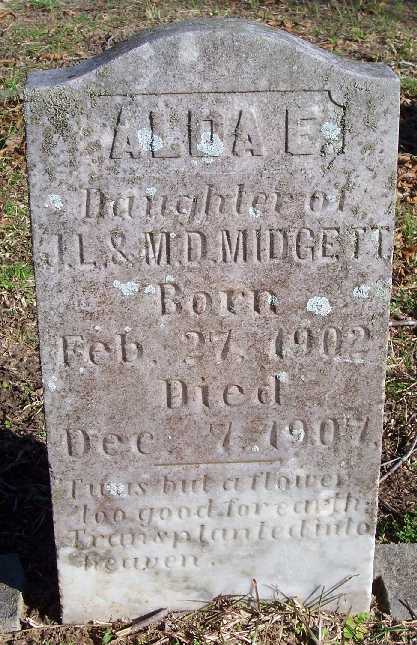 ALDA E.
Daughter of
J.L. & M.D. MIDGETT.
Born
Feb. 27, 1902
Died
Dec 7, 1907.
Twas but a flower
too good for earth.
Transplanted into
heaven.